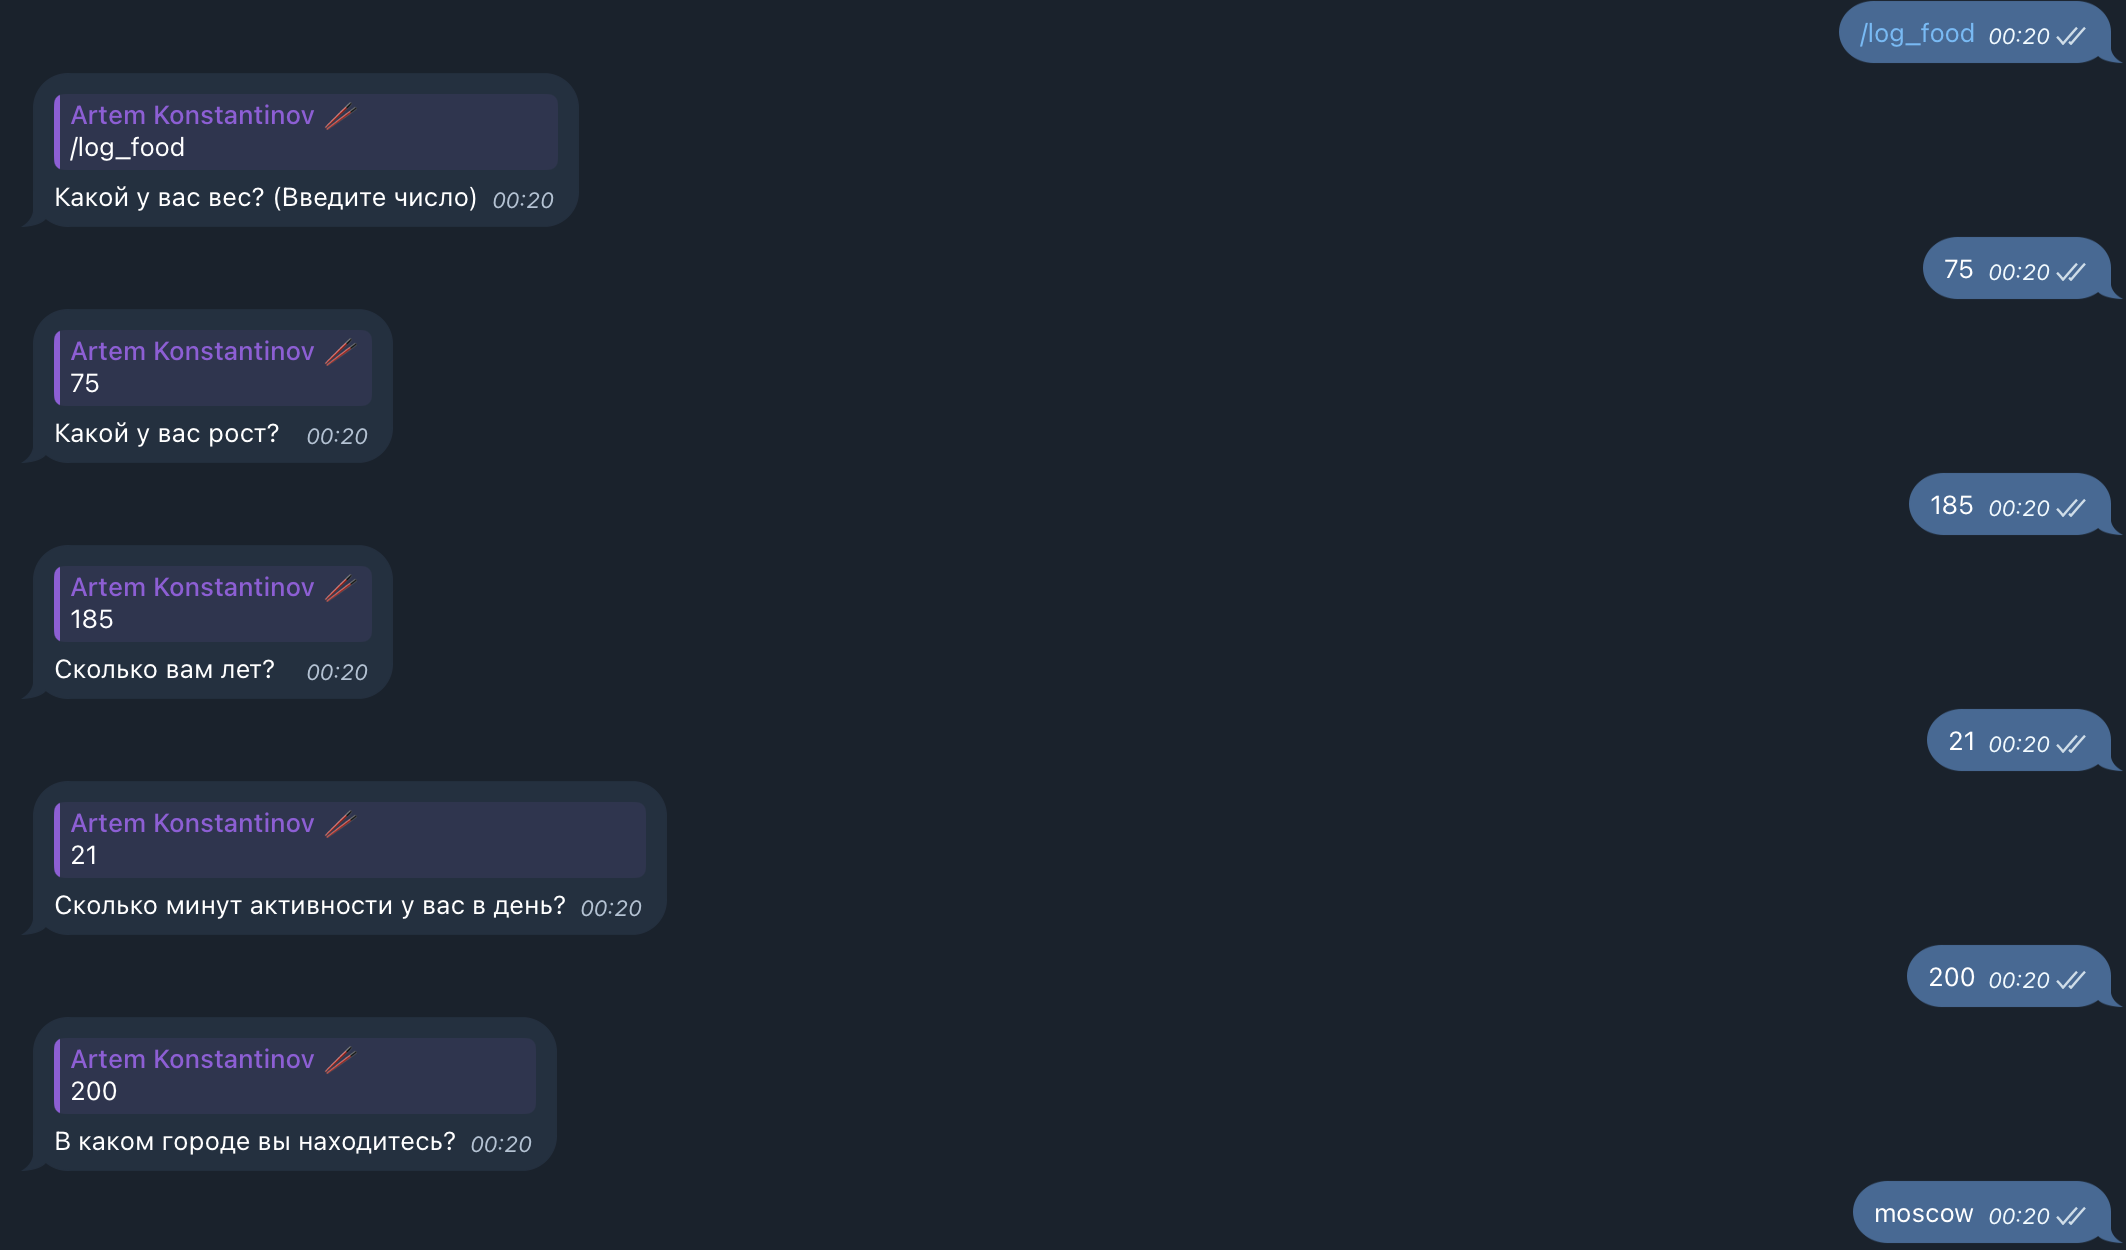 /log_food 00:20
Artem Konstantinov
/log_food
Какой у вас вес? (Введите число) 00:20
75 00:20
Artem Konstantinov
75
Какой у вас рост? 00:20
185 00:20
Artem Konstantinov
185
Сколько вам лет? 00:20
21 00:20
Artem Konstantinov
21
Сколько минут активности у вас в день? 00:20
200 00:20
Artem Konstantinov
200
В каком городе вы находитесь? 00:20
moscow 00:20